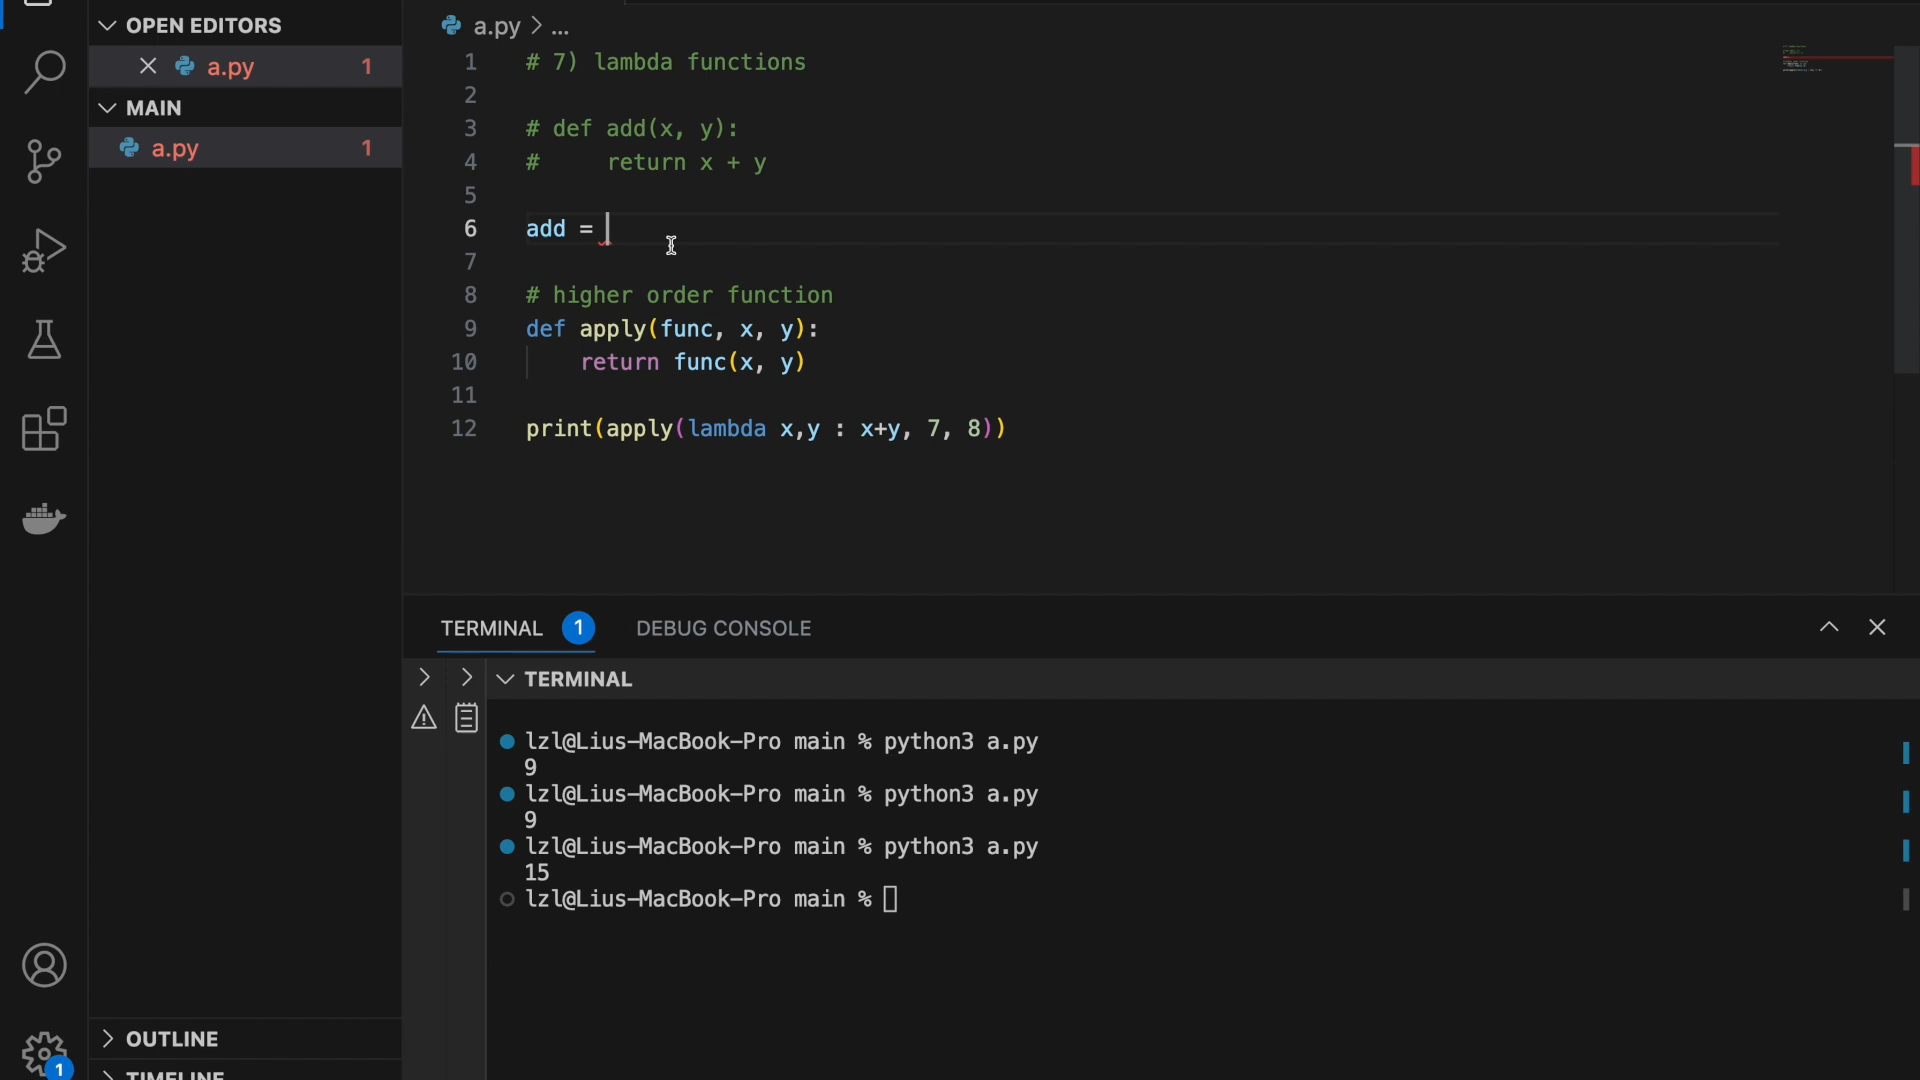 OPEN EDITORS
a.py 1
MAIN
a.py 1
a.py > ...
1 # 7) lambda functions
2
3 # def add(x, y):
4 #     return x + y
5
6 add =
7
8 # higher order function
9 def apply(func, x, y):
10     return func(x, y)
11
12 print(apply(lambda x,y : x+y, 7, 8))
TERMINAL 1 DEBUG CONSOLE
TERMINAL
lzl@Lius-MacBook-Pro main % python3 a.py
9
lzl@Lius-MacBook-Pro main % python3 a.py
9
lzl@Lius-MacBook-Pro main % python3 a.py
15
lzl@Lius-MacBook-Pro main %
OUTLINE
1
TIMELINE